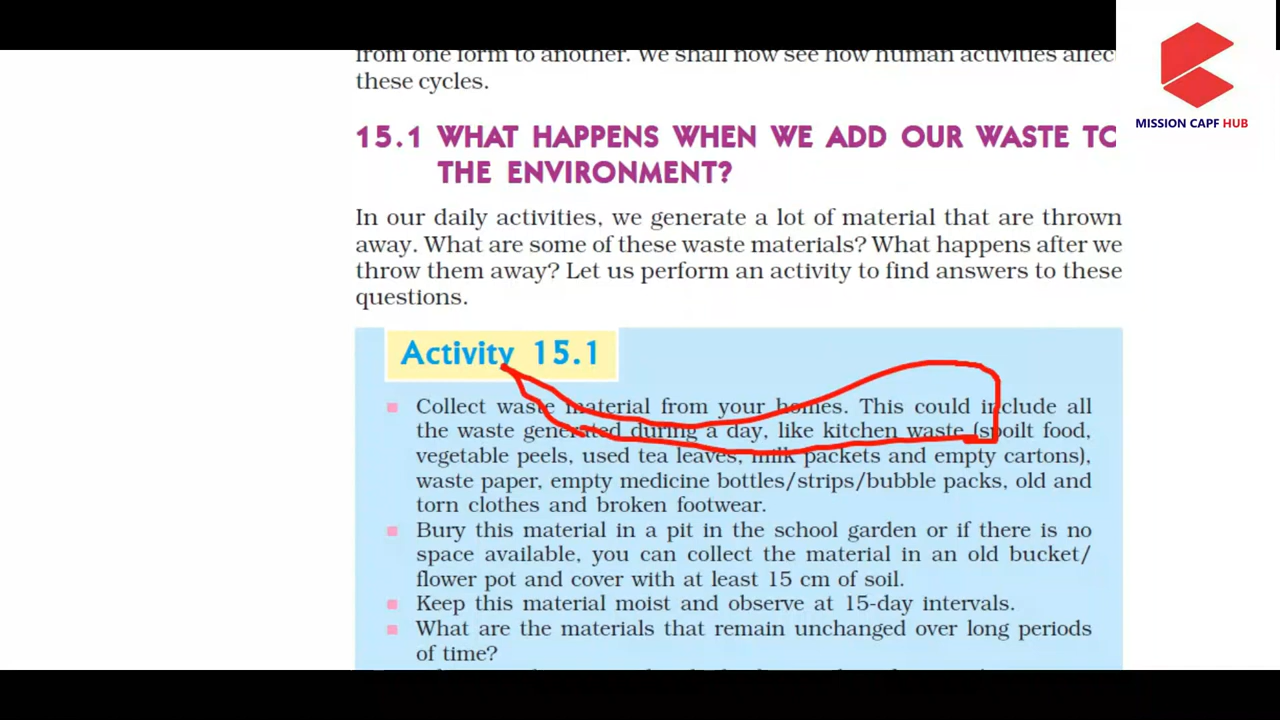 from one form to another. We shall now see how human activities affec
these cycles.
MISSION CAPF HUB
15.1 WHAT HAPPENS WHEN WE ADD OUR WASTE TO
THE ENVIRONMENT?
In our daily activities, we generate a lot of material that are thrown
away. What are some of these waste materials? What happens after we
throw them away? Let us perform an activity to find answers to these
questions.
Activity 15.1
Collect waste material from your homes. This could include all
the waste generated during a day, like kitchen waste (spoilt food,
vegetable peels, used tea leaves, milk packets and empty cartons),
waste paper, empty medicine bottles/strips/bubble packs, old and
torn clothes and broken footwear.
Bury this material in a pit in the school garden or if there is no
space available, you can collect the material in an old bucket/
flower pot and cover with at least 15 cm of soil.
Keep this material moist and observe at 15-day intervals.
What are the materials that remain unchanged over long periods
of time?